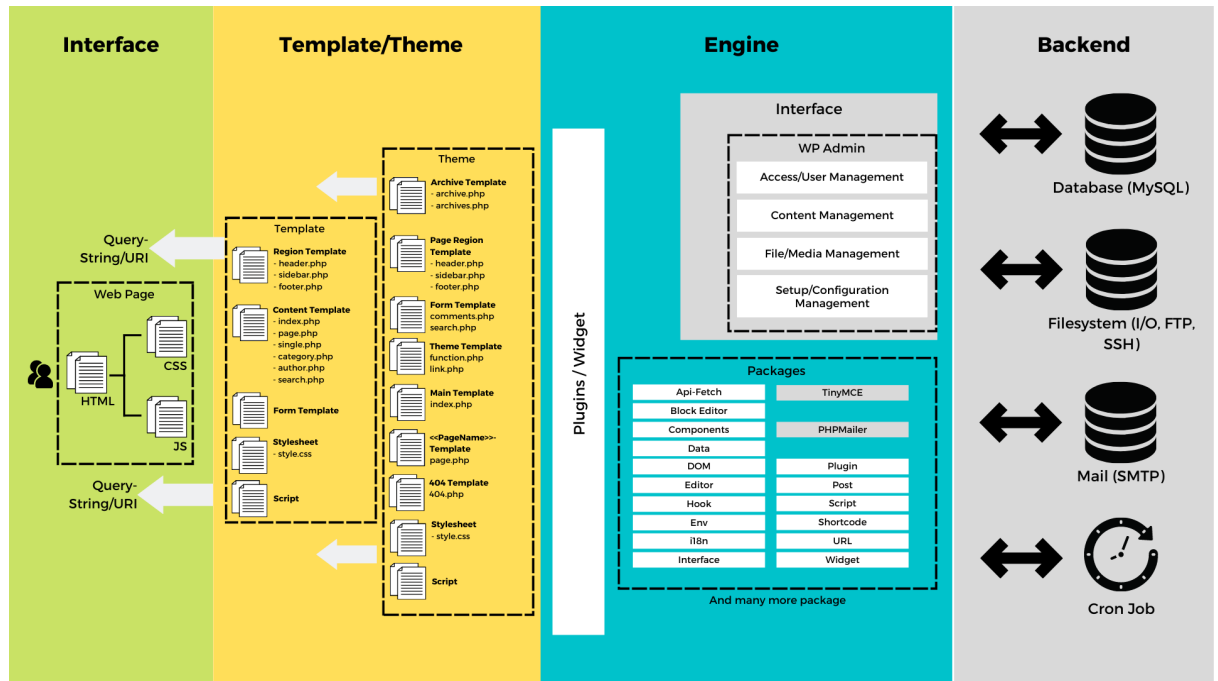 Interface
Query-
String/URI
Web Page
CSS
HTML
JS
Query-
String/URI
Template/Theme
Template
Region Template
- header.php
- sidebar.php
- footer.php
Content Template
- index.php
- page.php
- single.php
- category.php
- author.php
- search.php
Form Template
Stylesheet
- style.css
Script
Theme
Archive Template
- archive.php
- archives.php
Page Region
Template
- header.php
- sidebar.php
- footer.php
Form Template
comments.php
search.php
Theme Template
function.php
link.php
Main Template
index.php
<<PageName>>-
Template
page.php
404 Template
404.php
Stylesheet
- style.css
Script
Engine
Plugins / Widget
Interface
WP Admin
Access/User Management
Content Management
File/Media Management
Setup/Configuration
Management
Packages
Api-Fetch
Block Editor
Components
Data
DOM
Editor
Hook
Env
i18n
Interface
TinyMCE
PHPMailer
Plugin
Post
Script
Shortcode
URL
Widget
And many more package
Backend
Database (MySQL)
Filesystem (I/O, FTP,
SSH)
Mail (SMTP)
Cron Job